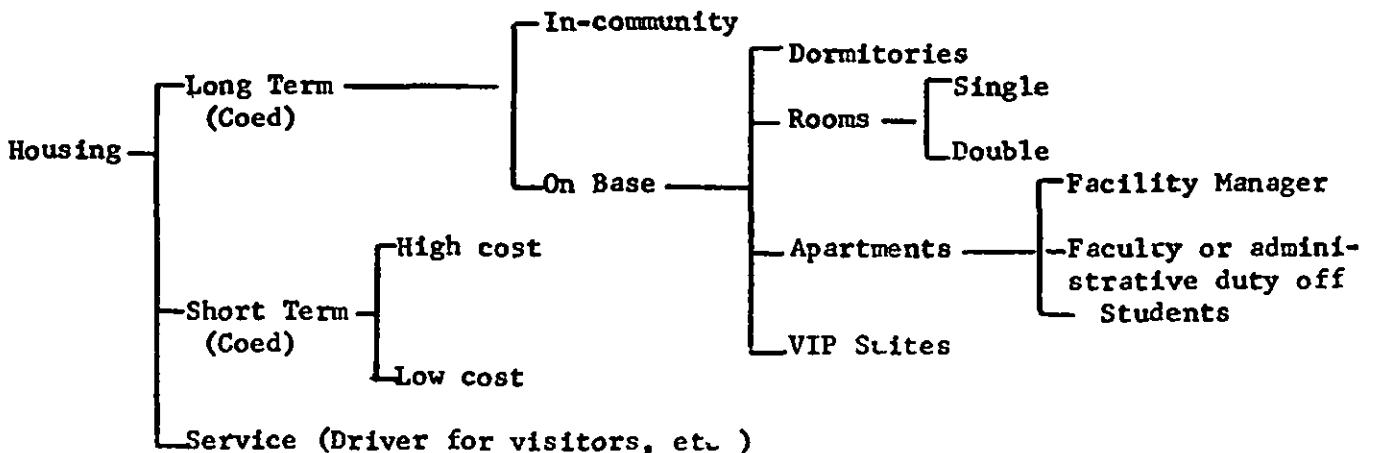 In-community
Dormitories
Long Term
(Coed)
Single
Rooms
Housing
Double
On Base
Facility Manager
High cost
Apartments
Faculty or admini-
strative duty off
Short Term
(Coed)
Students
VIP Suites
Low cost
Service (Driver for visitors, etc )